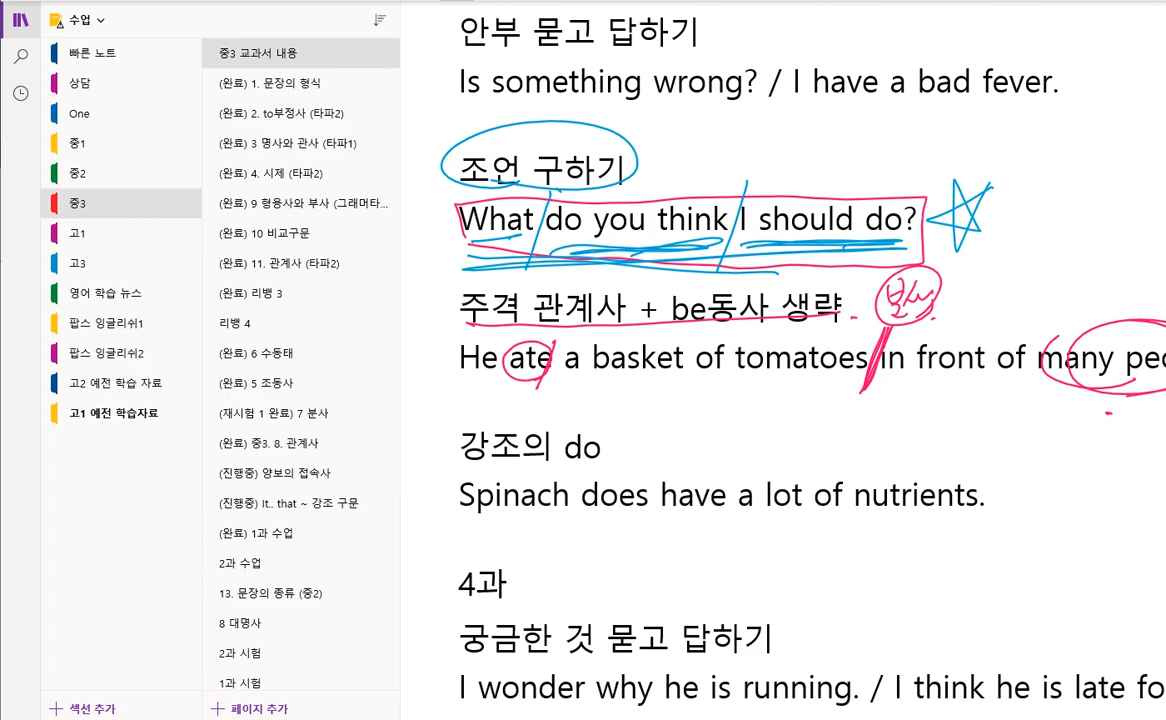 수업
빠른 노트
상담
One
중1
중2
중3
고1
고3
영어 학습 뉴스
팝스 잉글리쉬1
팝스 잉글리쉬2
고2 예전 학습 자료
고1 예전 학습자료
섹션 추가
중3 교과서 내용
(완료) 1. 문장의 형식
(완료) 2. to부정사 (타파2)
(완료) 3 명사와 관사 (타파1)
(완료) 4. 시제 (타파2)
(완료) 9 형용사와 부사 (그래머타...
(완료) 10 비교구문
(완료) 11. 관계사 (타파2)
(완료) 리뱅 3
리뱅 4
(완료) 6 수동태
(완료) 5 조동사
(재시험 1 완료) 7 분사
(완료) 중3. 8. 관계사
(진행중) 양보의 접속사
(진행중) It.. that ~ 강조 구문
(완료) 1과 수업
2과 수업
13. 문장의 종류 (중2)
8 대명사
2과 시험
1과 시험
페이지 추가
안부 묻고 답하기
Is something wrong? / I have a bad fever.
조언 구하기
What do you think I should do?
주격 관계사 + be동사 생략
He ate a basket of tomatoes in front of many peo
강조의 do
Spinach does have a lot of nutrients.
4과
궁금한 것 묻고 답하기
I wonder why he is running. / I think he is late fo